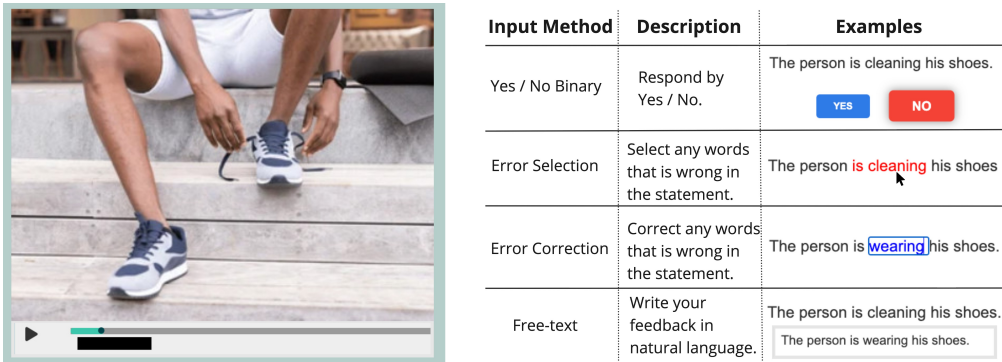 Input Method Description Examples
Yes / No Binary
Respond by
Yes / No.
The person is cleaning his shoes.
YES NO
Error Selection
Select any words
that is wrong in
the statement.
The person is cleaning his shoes
Error Correction
Correct any words
that is wrong in
the statement.
The person is wearing his shoes.
Free-text
Write your
feedback in
natural language.
The person is cleaning his shoes.
The person is wearing his shoes.